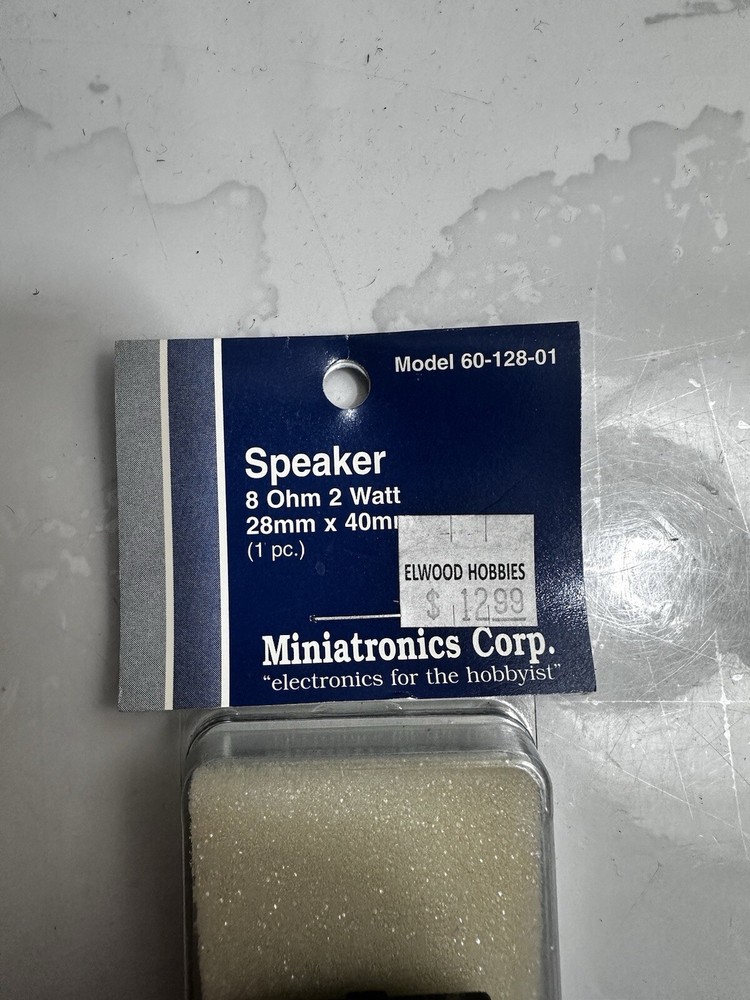 Model 60-128-01
Speaker
8 Ohm 2 Watt
28mm x 40m
(1 pc.)
ELWOOD HOBBIES
$ 12.99
Miniatronics Corp.
“electronics for the hobbyist”